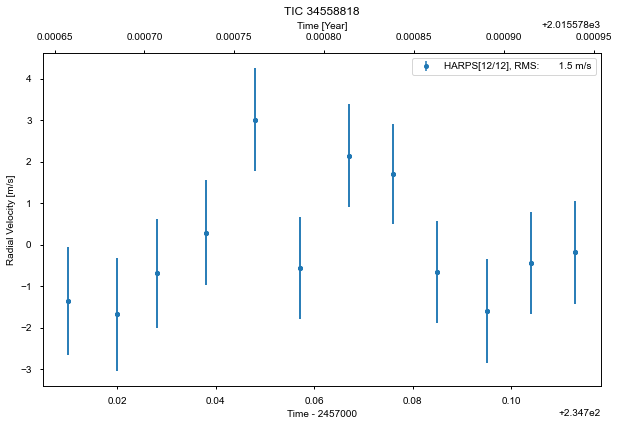 TIC 34558818
Time [Year]
+2.015578e3
0.00065 0.00070 0.00075 0.00080 0.00085 0.00090 0.00095
HARPS[12/12], RMS: 1.5 m/s
4
3
2
1
0
−1
−2
−3
Radial Velocity [m/s]
0.02 0.04 0.06 0.08 0.10
Time - 2457000
+2.347e2